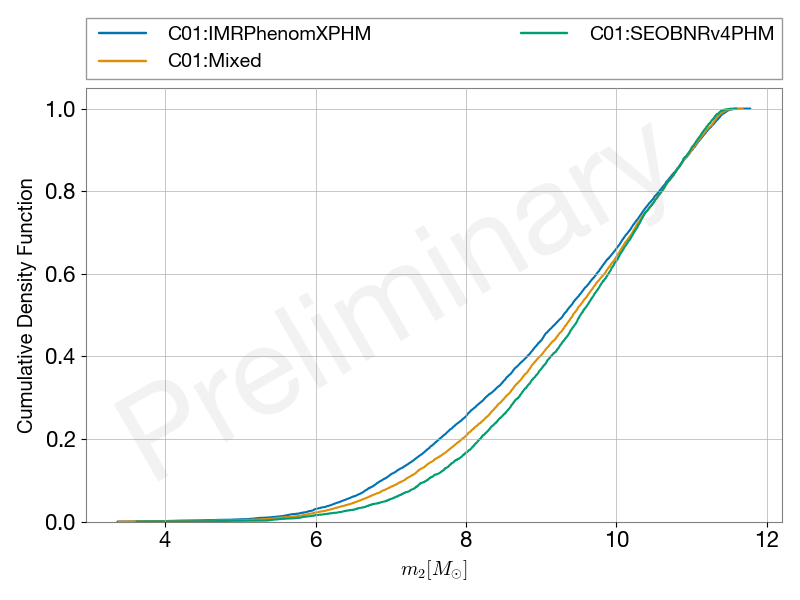 C01:IMRPhenomXPHM
C01:SEOBNRv4PHM
C01:Mixed
Preliminary
Cumulative Density Function
1.0
0.8
0.6
0.4
0.2
0.0
4 6 8 10 12
m₂[M☉]